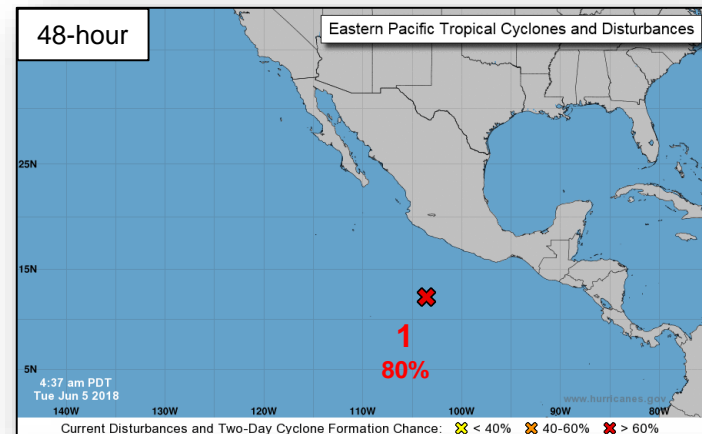 48-hour
Eastern Pacific Tropical Cyclones and Disturbances
25N
15N
1
80%
5N
4:37 am PDT
Tue Jun 5 2018
www.hurricanes.gov
140W 130W 120W 110W 100W 90W 80W
Current Disturbances and Two-Day Cyclone Formation Chance: < 40% 40-60% > 60%